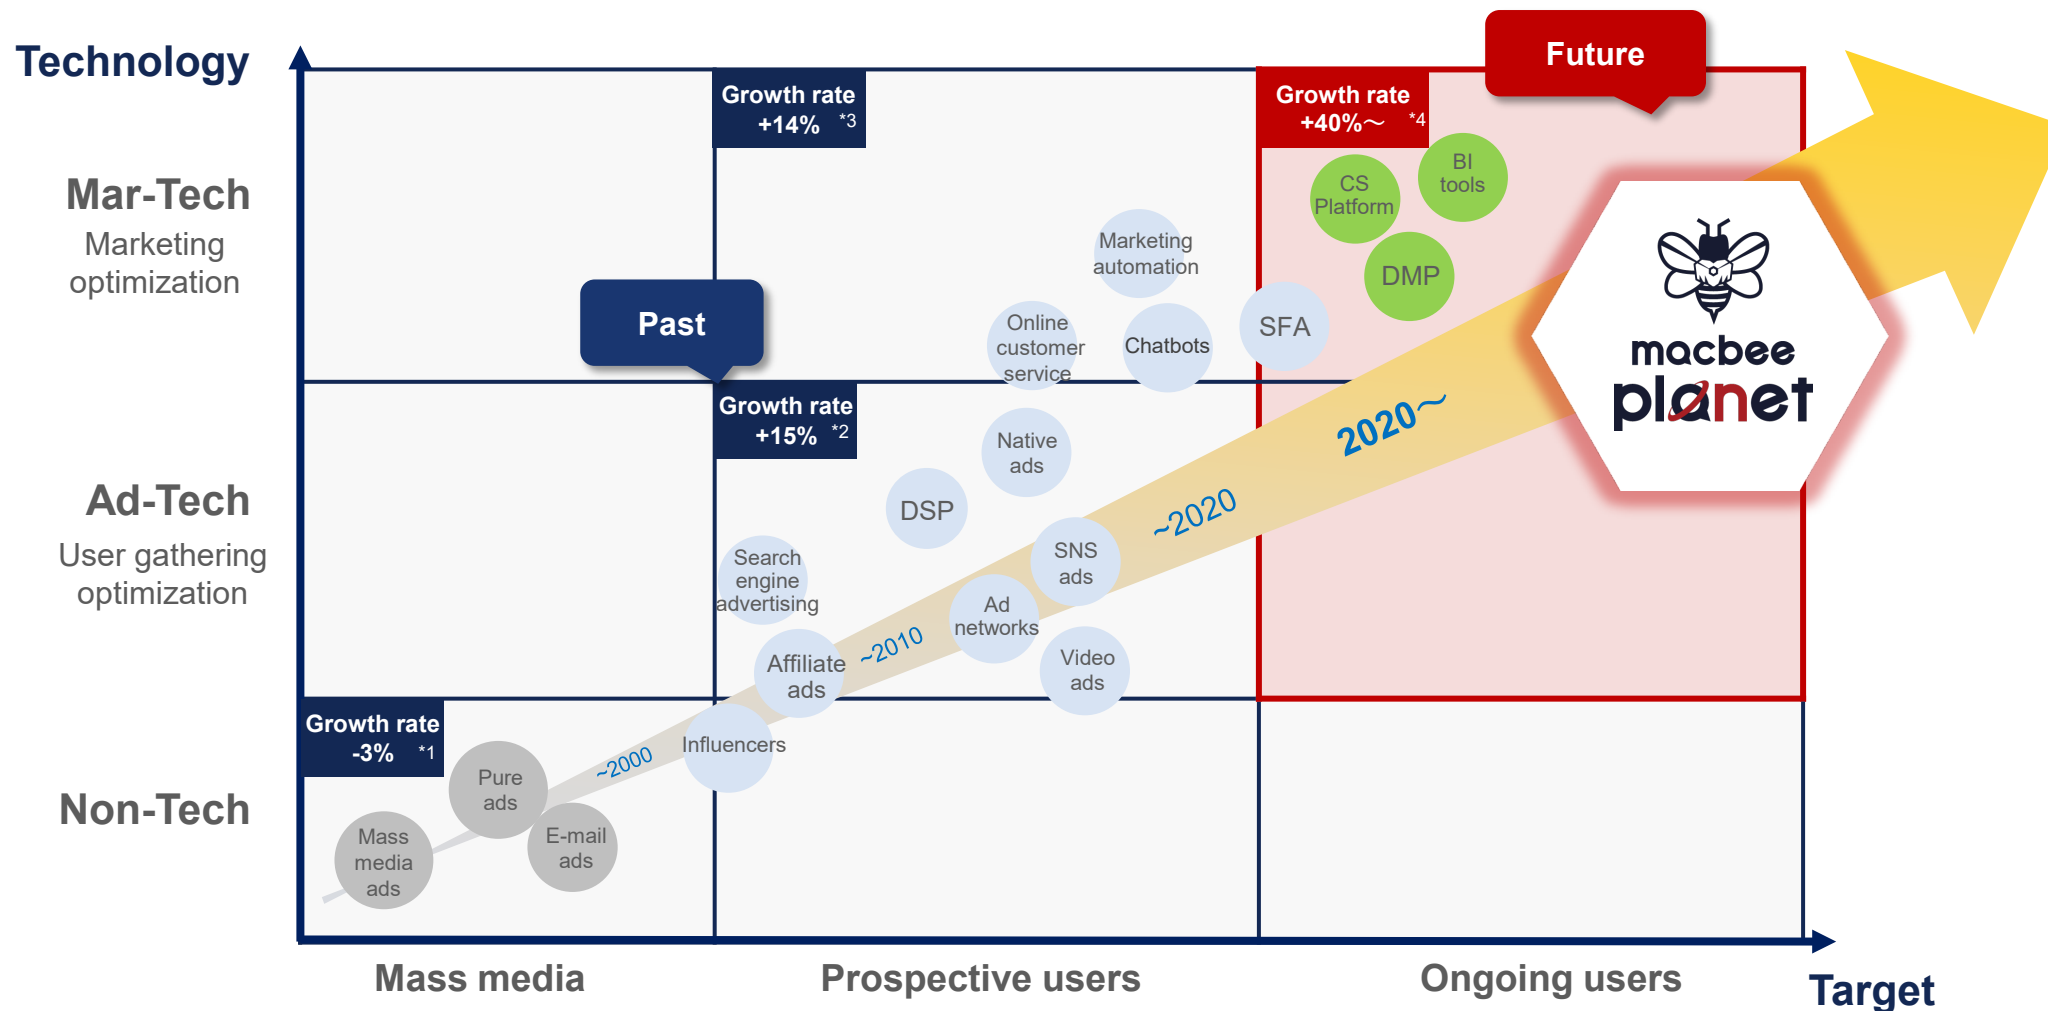 Technology
Future
Growth rate
+14% *3
Growth rate
+40%～ *4
Mar-Tech
Marketing
optimization
BI
tools
CS
Platform
DMP
Marketing
automation
Online
customer
service
Chatbots
SFA
Past
macbee
planet
Growth rate
+15% *2
2020～
Native
ads
Ad-Tech
User gathering
optimization
DSP
~2020
Search
engine
advertising
SNS
ads
Ad
networks
~2010
Affiliate
ads
Video
ads
Growth rate
-3% *1
Influencers
~2000
Non-Tech
Pure
ads
Mass
media
ads
E-mail
ads
Mass media
Prospective users
Ongoing users
Target